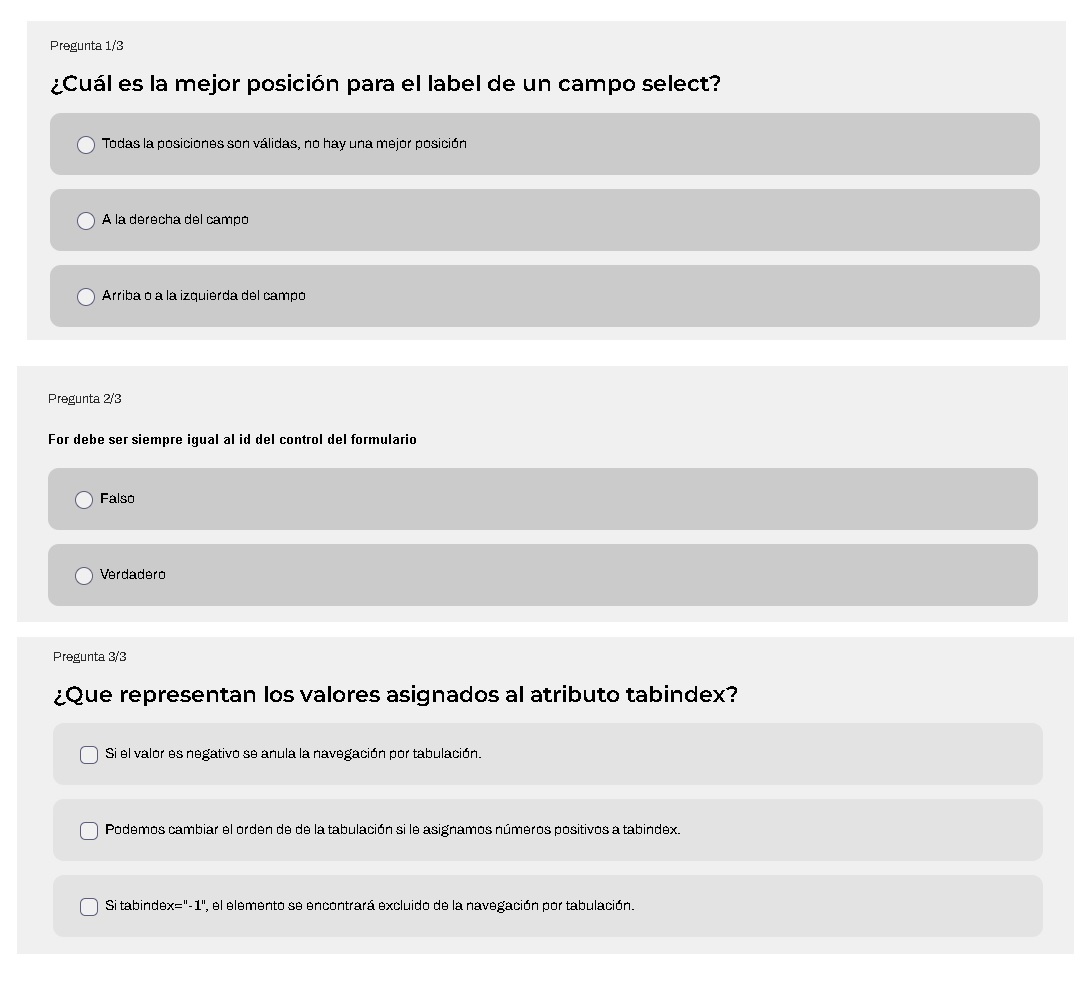 Pregunta 1/3
¿Cuál es la mejor posición para el label de un campo select?
Todas la posiciones son válidas, no hay una mejor posición
A la derecha del campo
Arriba o a la izquierda del campo
Pregunta 2/3
For debe ser siempre igual al id del control del formulario
Falso
Verdadero
Pregunta 3/3
¿Que representan los valores asignados al atributo tabindex?
Si el valor es negativo se anula la navegación por tabulación.
Podemos cambiar el orden de de la tabulación si le asignamos números positivos a tabindex.
Si tabindex="-1", el elemento se encontrará excluido de la navegación por tabulación.